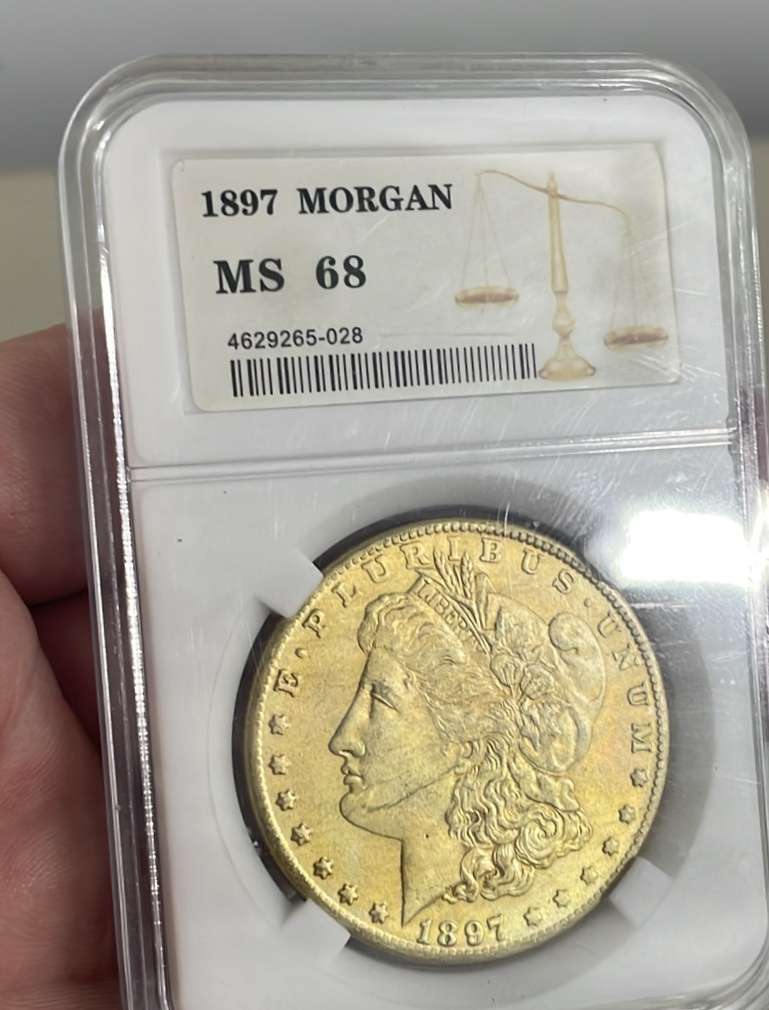 1897 MORGAN
MS 68
4629265-028
E · PLURIBUS · UNUM
LIBERTY
1897